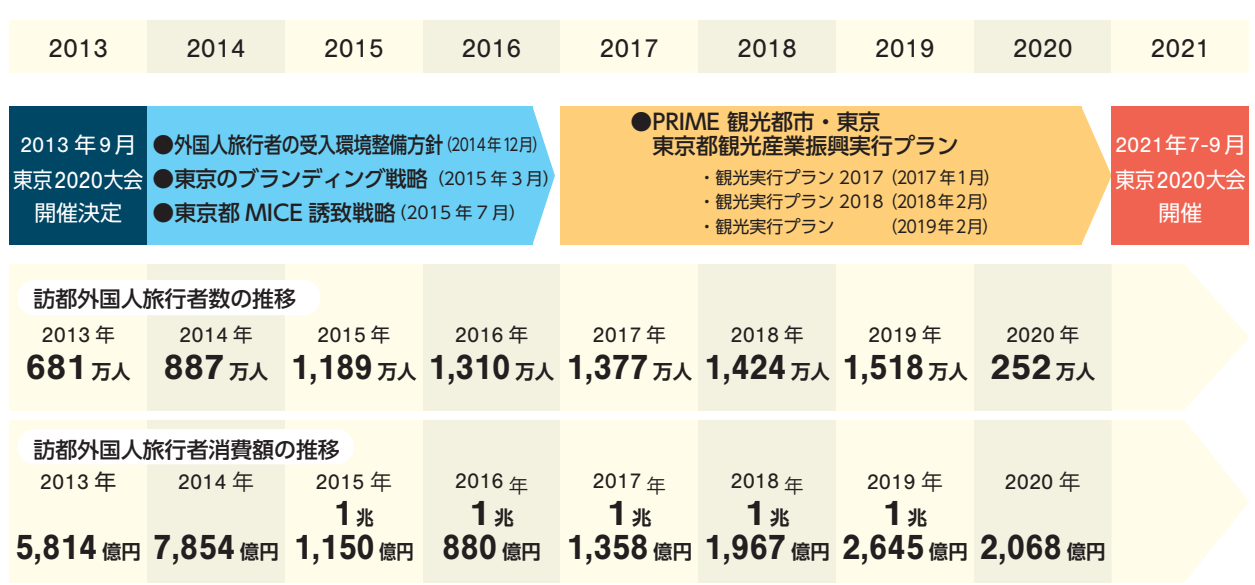 2013 2014 2015 2016 2017 2018 2019 2020 2021
2013年9月
東京2020大会
開催決定
●外国人旅行者の受入環境整備方針(2014年12月)
●東京のブランディング戦略(2015年3月)
●東京都MICE誘致戦略(2015年7月)
●PRIME 観光都市・東京
東京都観光産業振興実行プラン
・観光実行プラン 2017 (2017年1月)
・観光実行プラン 2018 (2018年2月)
・観光実行プラン (2019年2月)
2021年7-9月
東京2020大会
開催
訪都外国人旅行者数の推移
2013年 2014年 2015年 2016年 2017年 2018年 2019年 2020年
681万人 887万人 1,189万人 1,310万人 1,377万人 1,424万人 1,518万人 252万人
訪都外国人旅行者消費額の推移
2013年 2014年 2015年 2016年 2017年 2018年 2019年 2020年
1兆 1兆 1兆 1兆 1兆
5,814億円 7,854億円 1,150億円 880億円 1,358億円 1,967億円 2,645億円 2,068億円